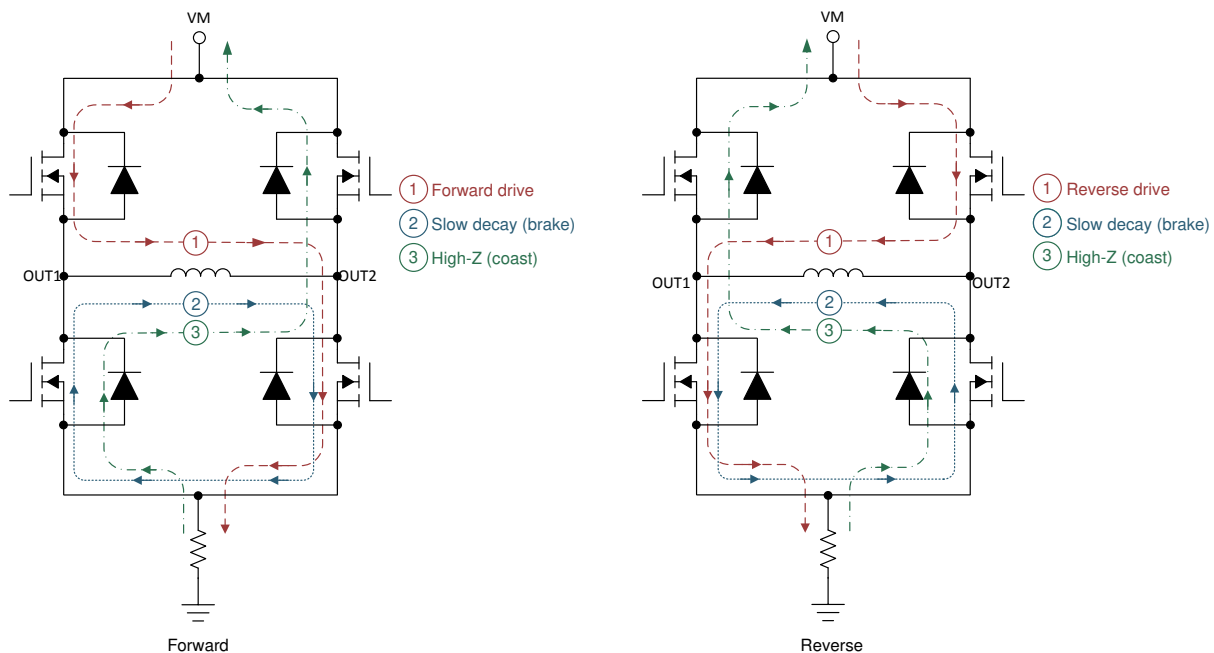 VM
1 Forward drive
2 Slow decay (brake)
3 High-Z (coast)
1
OUT1
OUT2
2
3
Forward
VM
1 Reverse drive
2 Slow decay (brake)
3 High-Z (coast)
1
OUT1
OUT2
2
3
Reverse